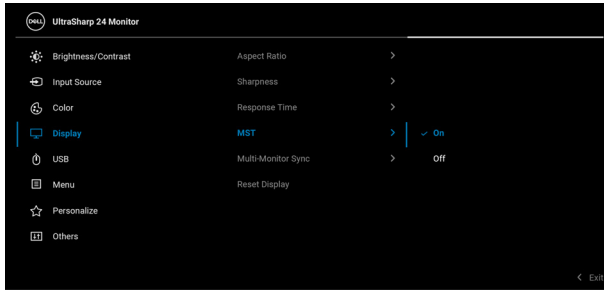 DELL UltraSharp 24 Monitor
Brightness/Contrast
Input Source
Color
Display
USB
Menu
Personalize
Others
Aspect Ratio
Sharpness
Response Time
MST
Multi-Monitor Sync
Reset Display
On
Off
Exit